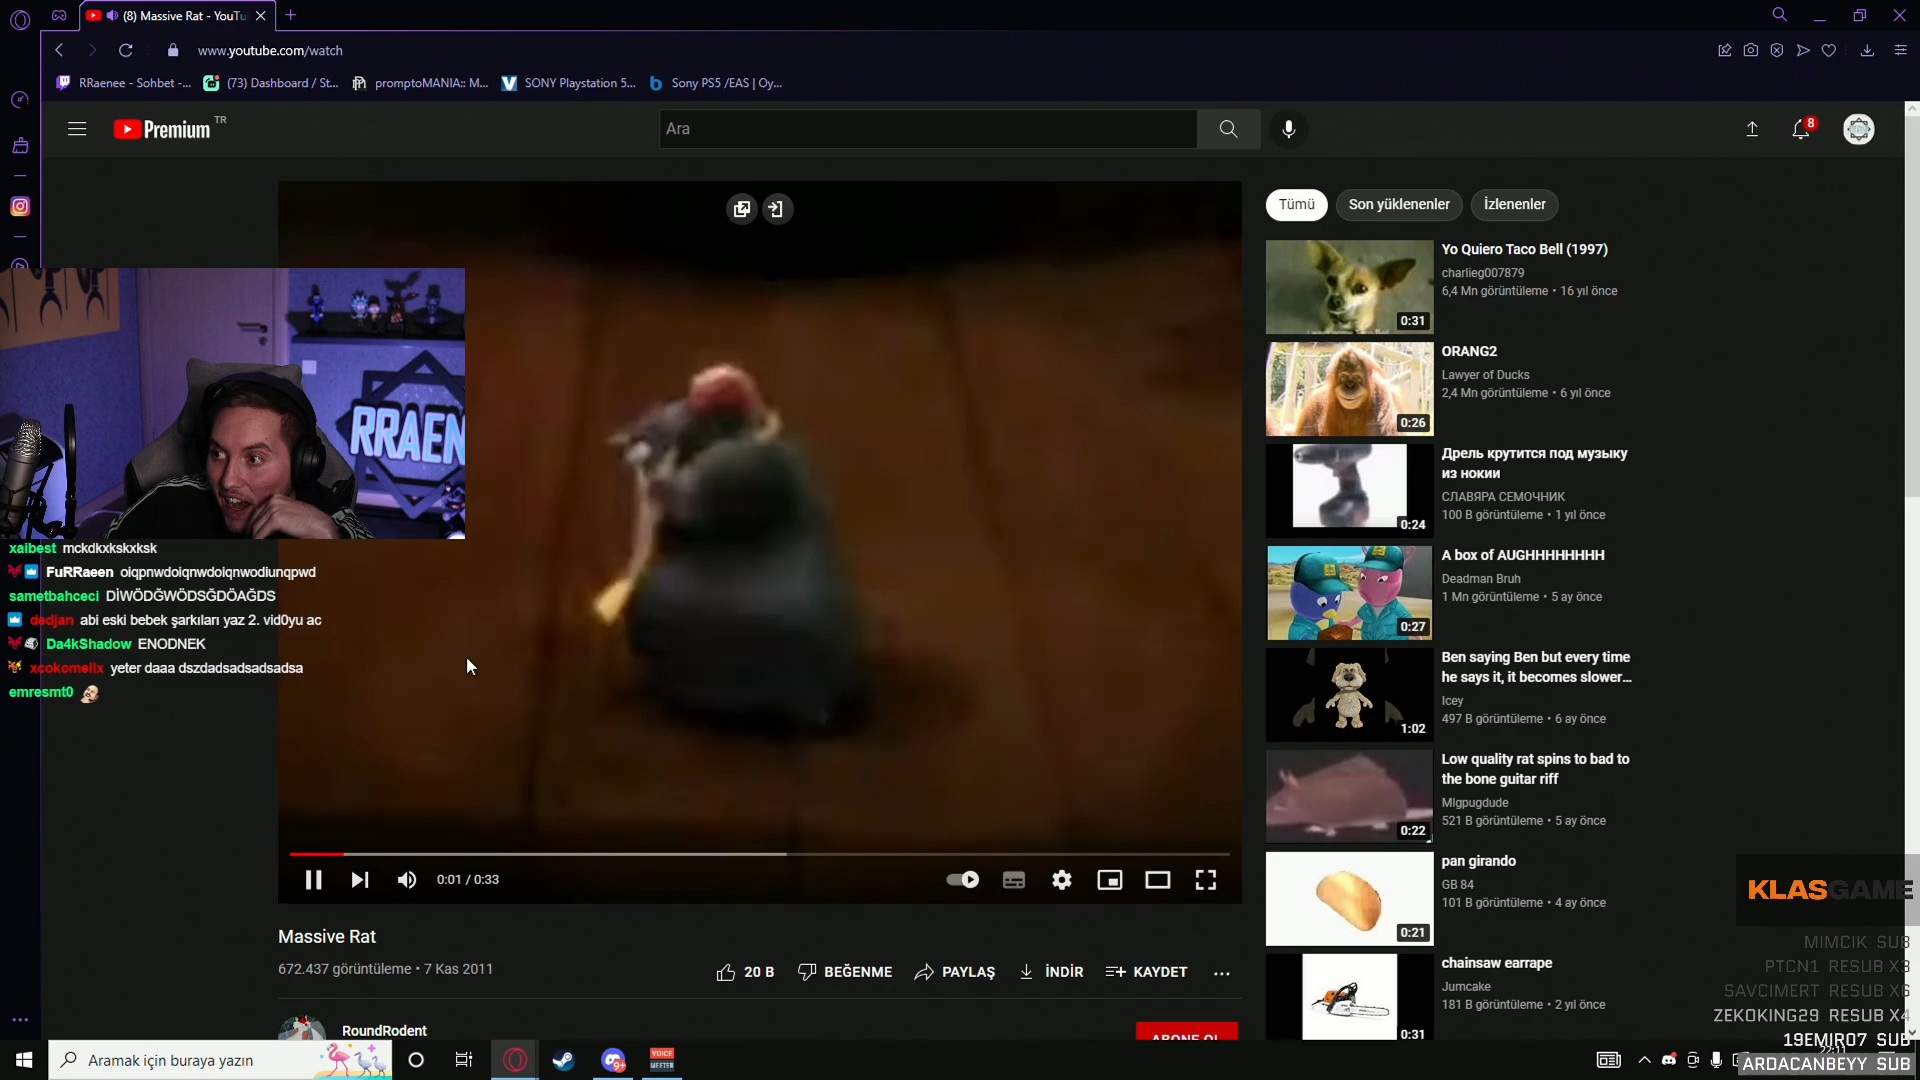 (8) Massive Rat - YouTu
www.youtube.com/watch
RRaenee - Sohbet -...
(73) Dashboard / St...
promptoMANIA:: M...
SONY Playstation 5...
Sony PS5 /EAS | Oy...
Premium TR
Ara
8
Tümü
Son yüklenenler
İzlenenler
Yo Quiero Taco Bell (1997)
charlieg007879
6,4 Mn görüntüleme • 16 yıl önce
0:31
ORANG2
Lawyer of Ducks
2,4 Mn görüntüleme • 6 yıl önce
0:26
Дрель крутится под музыку
из нокии
СЛАВЯРА СЕМОЧНИК
100 B görüntüleme • 1 yıl önce
0:24
A box of AUGHHHHHHHH
Deadman Bruh
1 Mn görüntüleme • 5 ay önce
0:27
Ben saying Ben but every time
he says it, it becomes slower...
Icey
497 B görüntüleme • 6 ay önce
1:02
Low quality rat spins to bad to
the bone guitar riff
Mlgpugdude
521 B görüntüleme • 5 ay önce
0:22
pan girando
GB 84
101 B görüntüleme • 4 ay önce
0:21
chainsaw earrape
Jumcake
181 B görüntüleme • 2 yıl önce
0:31
RRAEN
xaibest mckdkxkskxksk
FuRRaeen oiqpnwdoiqnwdoiqnwodiunqpwd
sametbahceci DİWÖDĞWÖDSĞDÖAĞDS
dedjan abi eski bebek şarkıları yaz 2. vid0yu ac
Da4kShadow ENODNEK
xcokomellx yeter daaa dszdadsadsadsadsa
emresmt0
0:01 / 0:33
Massive Rat
672.437 görüntüleme • 7 Kas 2011
20 B
BEĞENME
PAYLAŞ
İNDİR
KAYDET
RoundRodent
ABONE OL
KLASGAME
MIMCIK SUB
PTCN1 RESUB X3
SAVCIMERT RESUB X6
ZEKOKING29 RESUB X4
19EMIR07 SUB
ARDACANBEYY SUB
Aramak için buraya yazın
9+
VOICE
MEETER
22:11